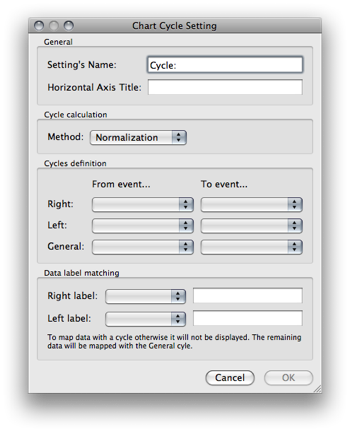 Chart Cycle Setting
General
Setting's Name: Cycle:
Horizontal Axis Title:
Cycle calculation
Method: Normalization
Cycles definition
From event... To event...
Right:
Left:
General:
Data label matching
Right label:
Left label:
To map data with a cycle otherwise it will not be displayed. The remaining
data will be mapped with the General cyle.
Cancel OK